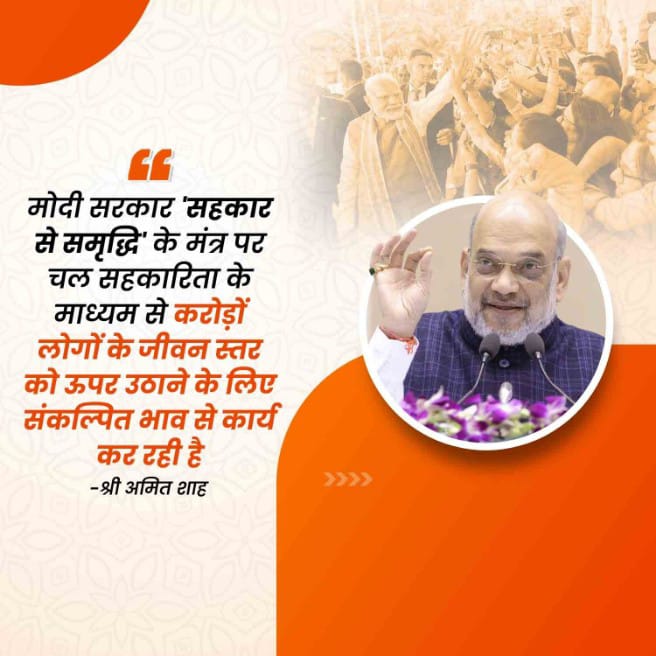 मोदी सरकार 'सहकार
से समृद्धि' के मंत्र पर
चल सहकारिता के
माध्यम से करोड़ों
लोगों के जीवन स्तर
को ऊपर उठाने के लिए
संकल्पित भाव से कार्य
कर रही है
-श्री अमित शाह